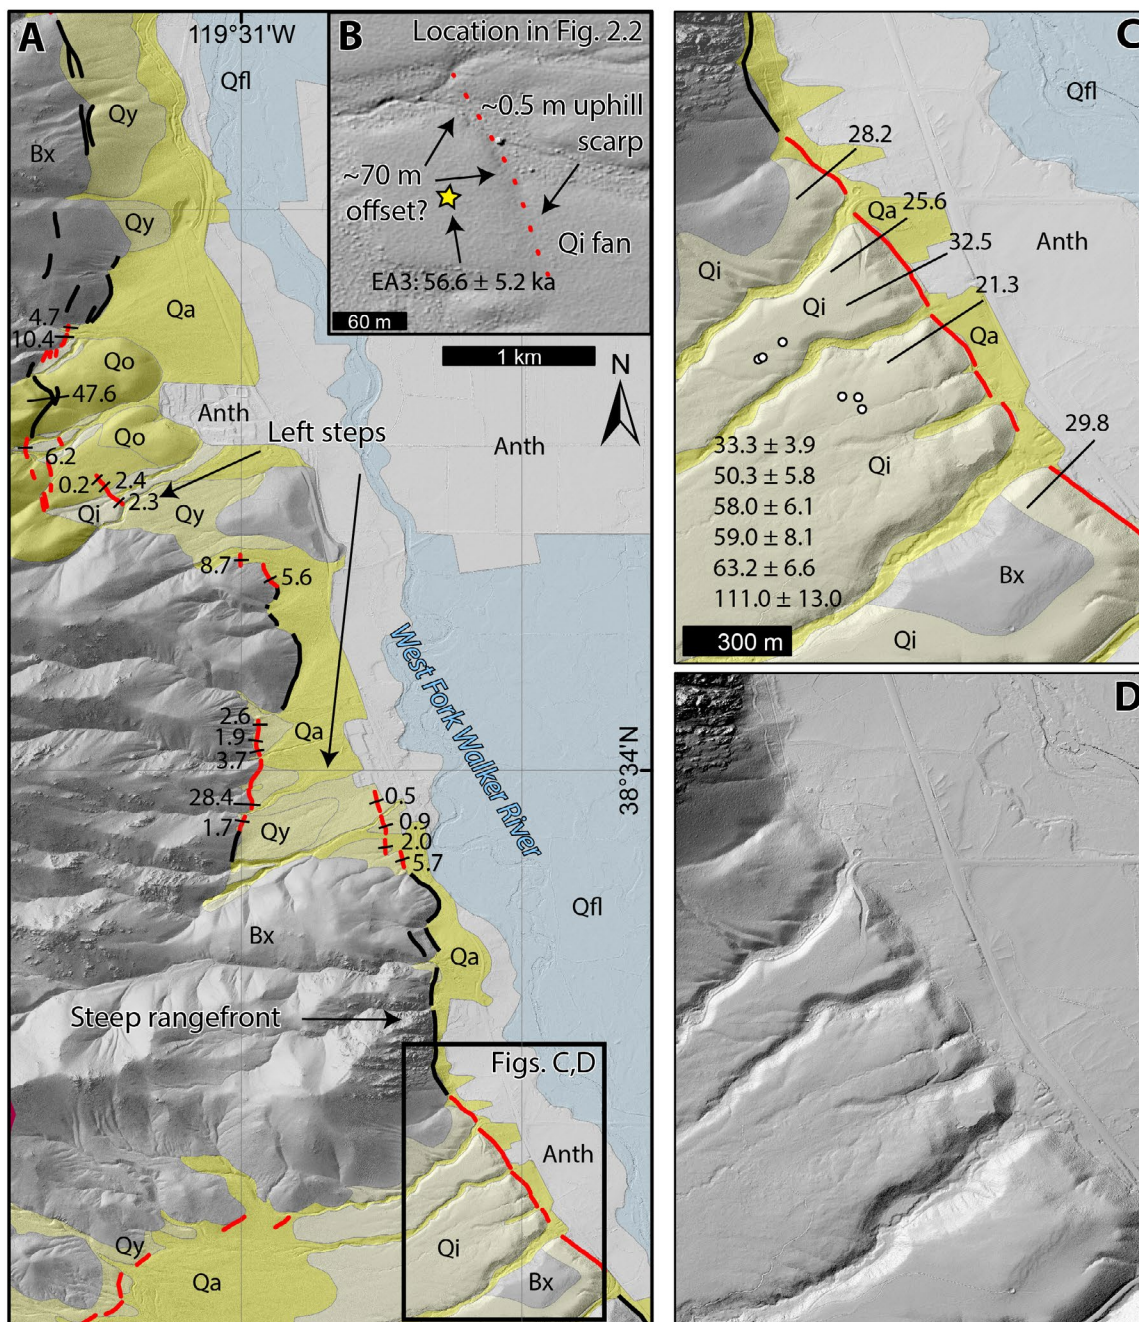 A
119°31'W
Qfl
Qy
Bx
Qy
Qa
4.7
10.4
Qo
47.6
Anth
Left steps
Anth
Qo
6.2
0.2
2.4
2.3
Qi
Qy
8.7
5.6
West Fork Walker River
2.6
1.9
3.7
Qa
38°34'N
28.4
0.5
1.7
Qy
0.9
2.0
5.7
Bx
Qfl
Qa
Steep rangefront
Figs. C,D
Anth
Qy
Qi
Qa
Bx
1 km
N
B
Location in Fig. 2.2
~0.5 m uphill
scarp
~70 m
offset?
Qi fan
EA3: 56.6 ± 5.2 ka
60 m
C
Qfl
28.2
25.6
Qa
Anth
32.5
Qi
21.3
Qi
Qa
29.8
Qi
33.3 ± 3.9
50.3 ± 5.8
58.0 ± 6.1
59.0 ± 8.1
63.2 ± 6.6
111.0 ± 13.0
Bx
300 m
Qi
D